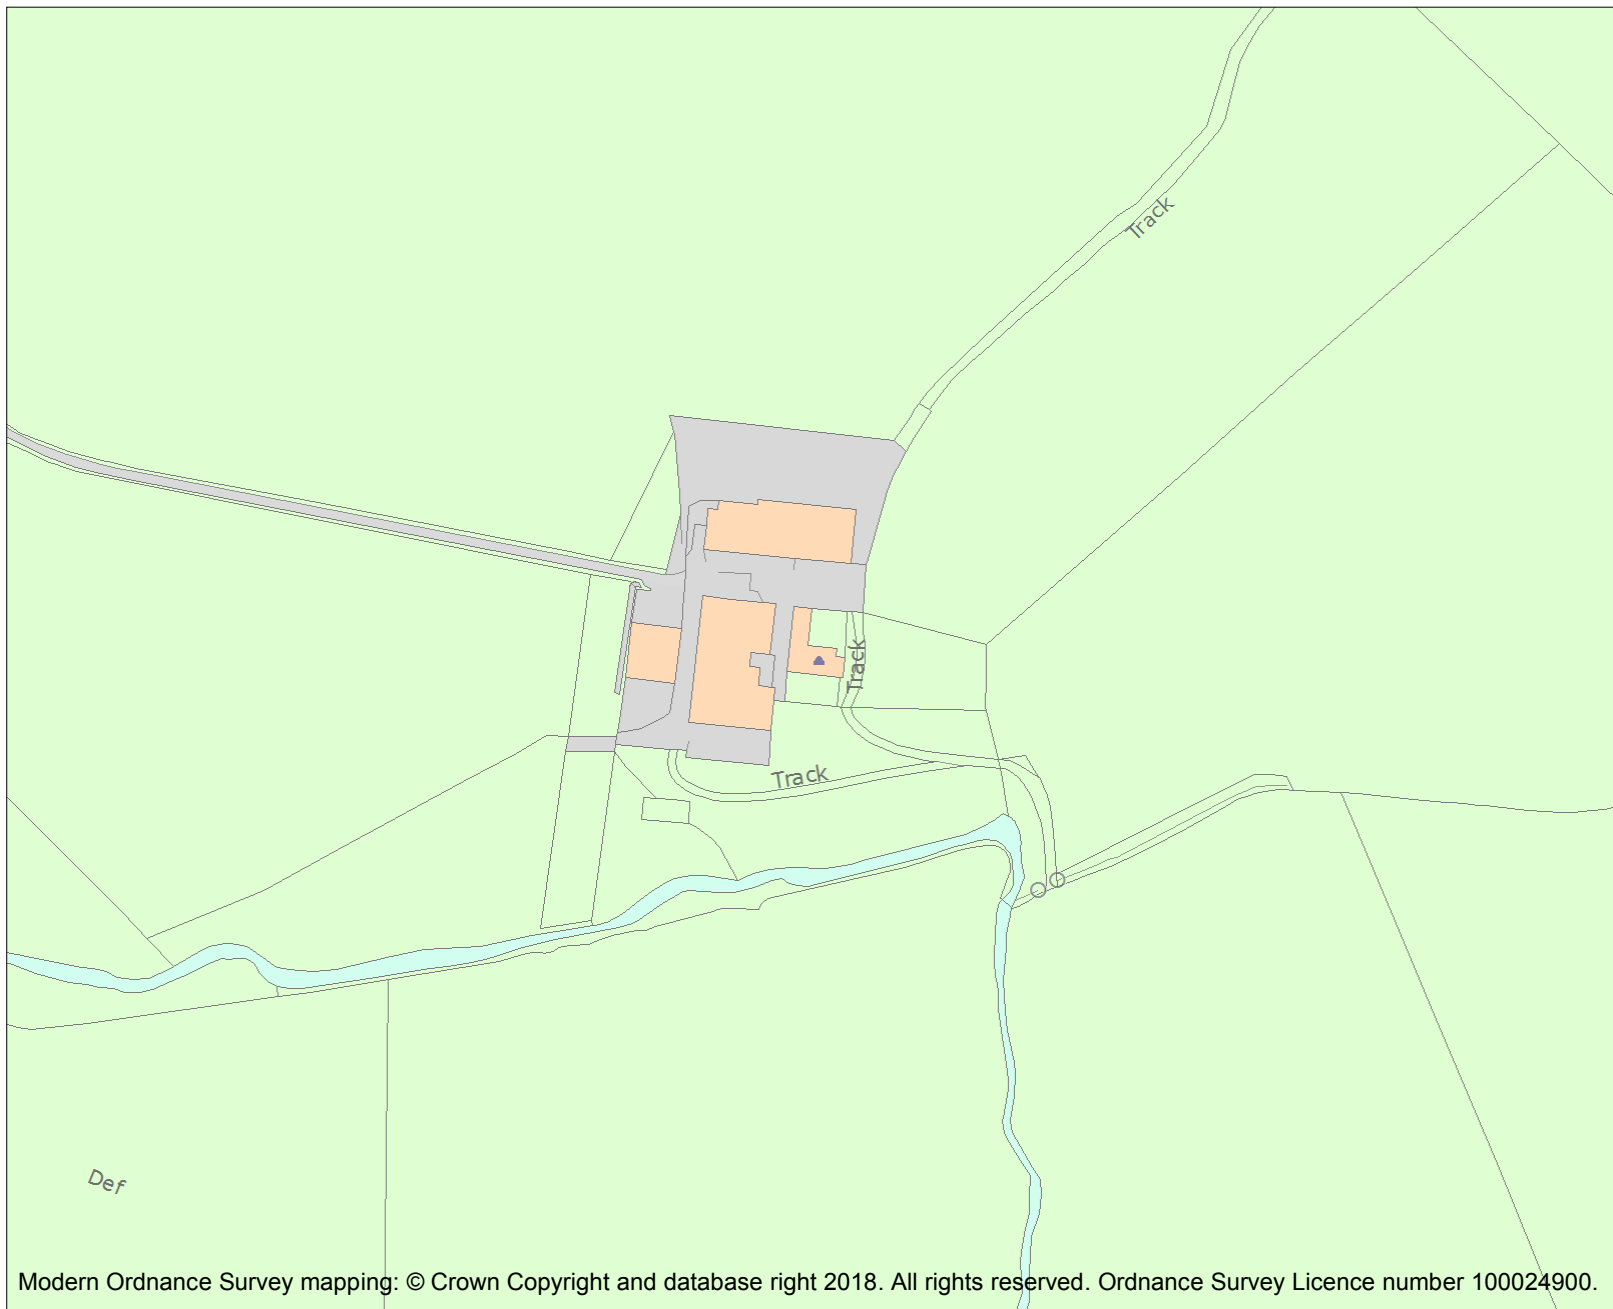 Track
Track
Track
Def
Modern Ordnance Survey mapping: © Crown Copyright and database right 2018. All rights reserved. Ordnance Survey Licence number 100024900.